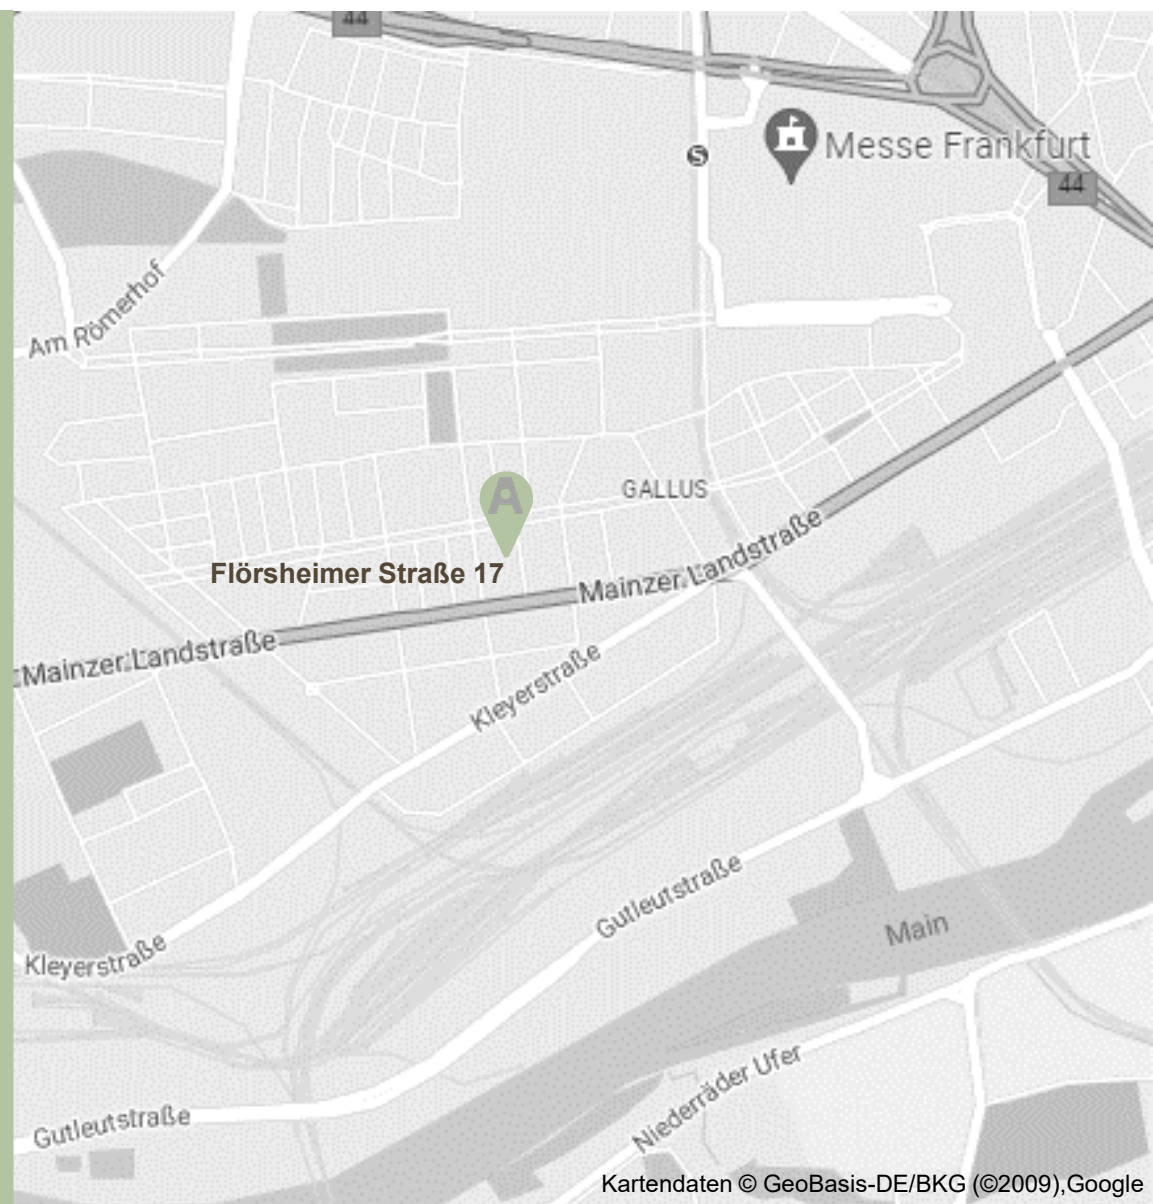 44
S
Messe Frankfurt
44
Am Römerhof
A
GALLUS
Flörsheimer Straße 17
Mainzer Landstraße
Mainzer Landstraße
Kleyerstraße
Gutleutstraße
Main
Kleyerstraße
Niederräder Ufer
Gutleutstraße
Kartendaten © GeoBasis-DE/BKG (©2009),Google